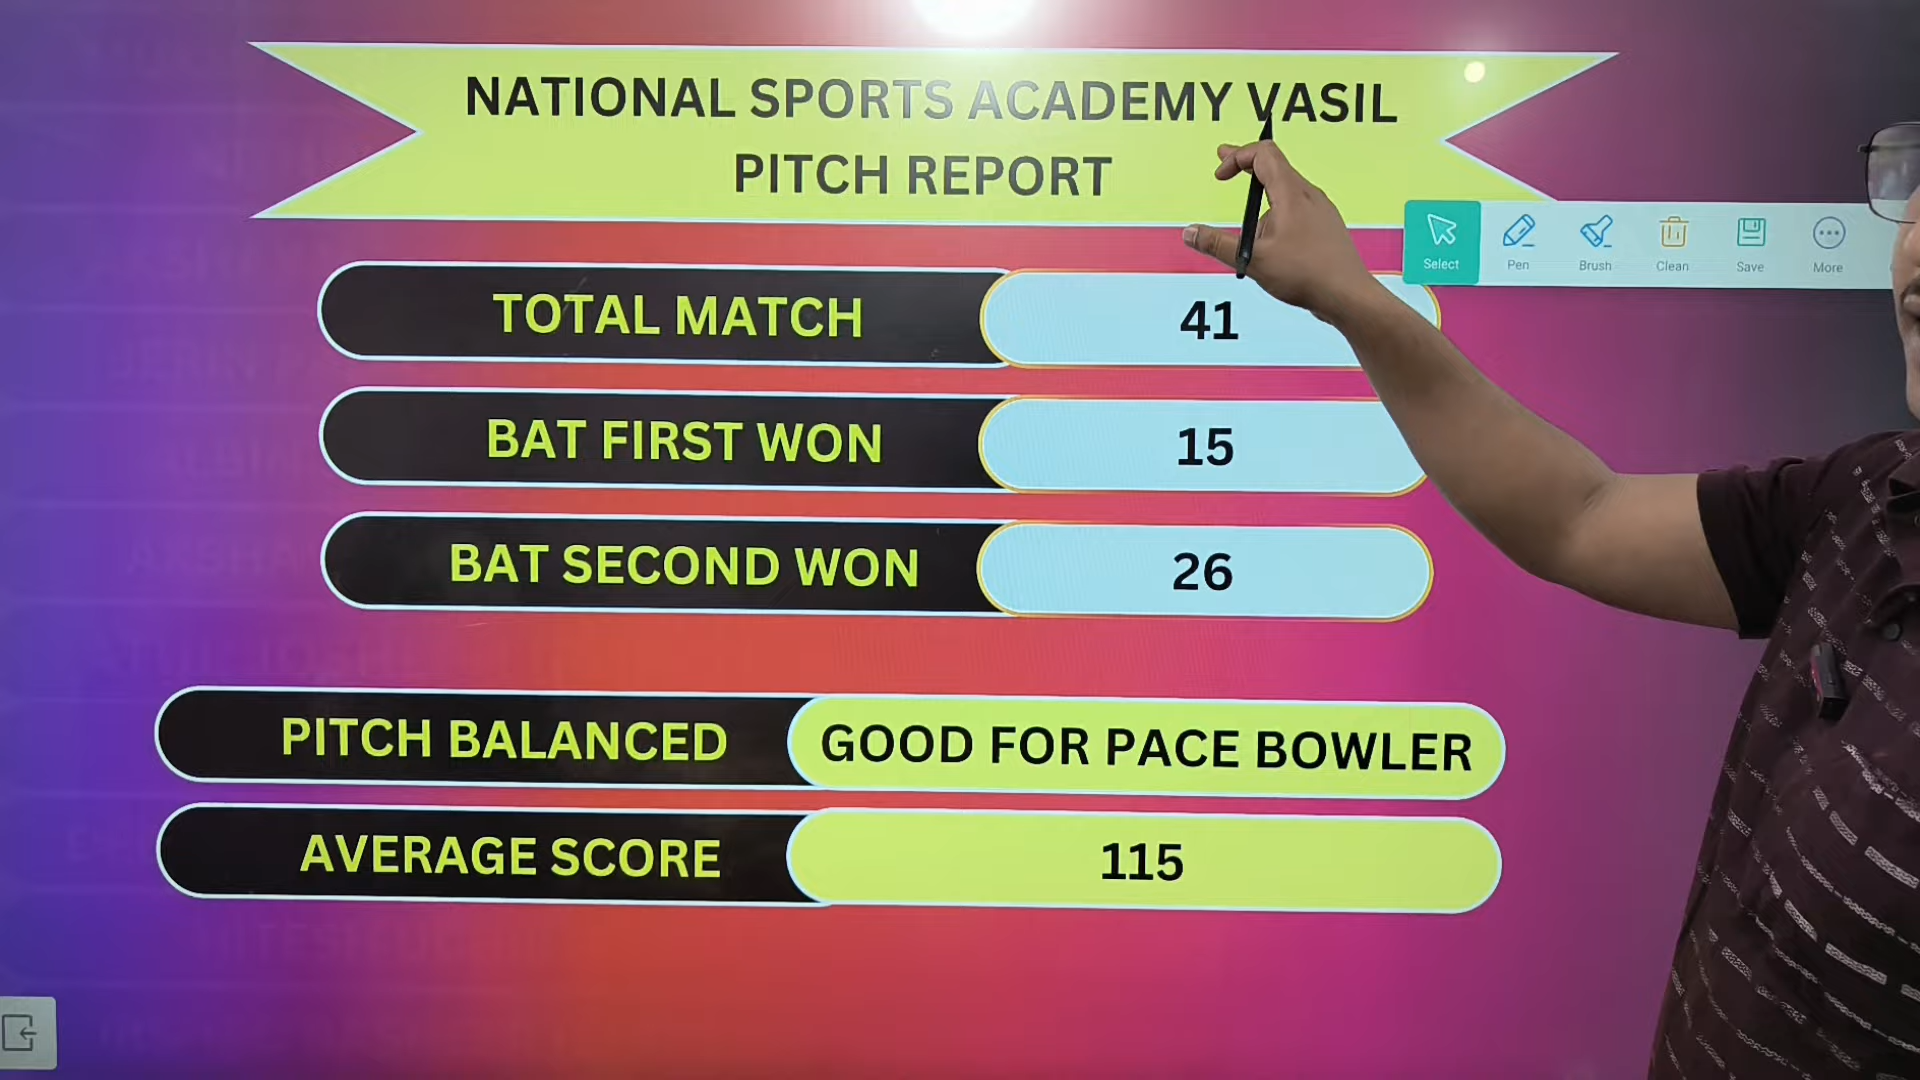 NATIONAL SPORTS ACADEMY VASIL
PITCH REPORT
Select Pen Brush Clean Save More
TOTAL MATCH 41
BAT FIRST WON 15
BAT SECOND WON 26
PITCH BALANCED GOOD FOR PACE BOWLER
AVERAGE SCORE 115